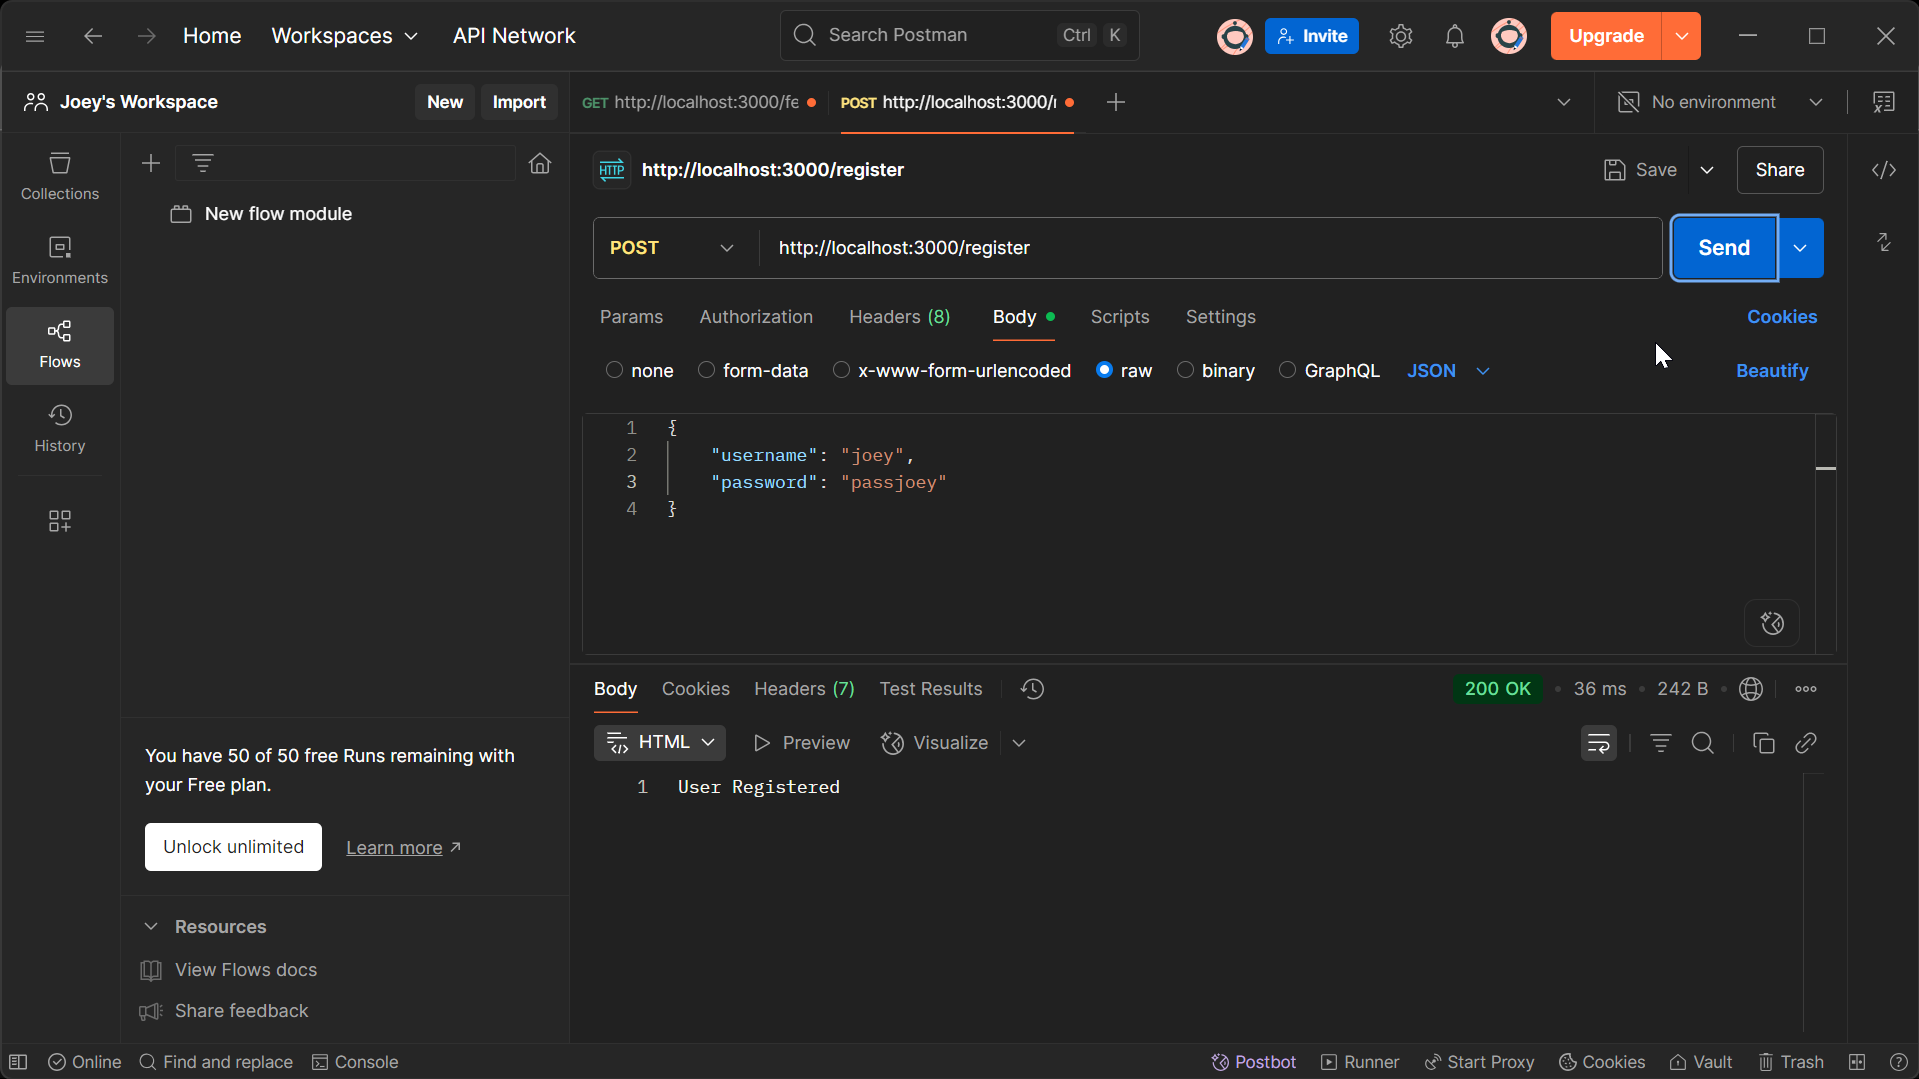 Home Workspaces API Network Search Postman Ctrl K Invite Upgrade
Joey's Workspace New Import GET http://localhost:3000/fe POST http://localhost:3000/r No environment
Collections
Environments
Flows
History
New flow module
HTTP http://localhost:3000/register Save Share
POST http://localhost:3000/register Send
Params Authorization Headers (8) Body Scripts Settings Cookies
none form-data x-www-form-urlencoded raw binary GraphQL JSON Beautify
1 {
2 "username": "joey",
3 "password": "passjoey"
4 }
Body Cookies Headers (7) Test Results 200 OK • 36 ms • 242 B
HTML Preview Visualize
1 User Registered
You have 50 of 50 free Runs remaining with
your Free plan.
Unlock unlimited Learn more ↗
Resources
View Flows docs
Share feedback
Online Find and replace Console Postbot Runner Start Proxy Cookies Vault Trash